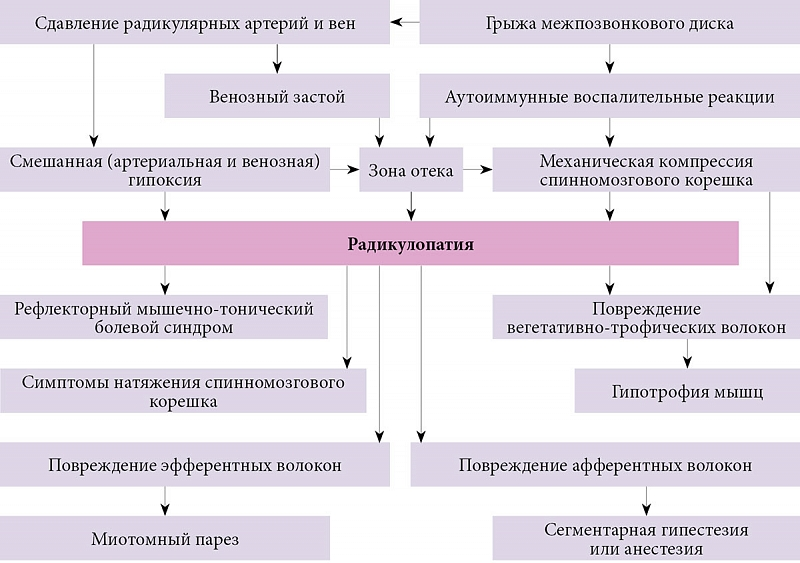 Сдавление радикулярных артерий и вен
Грыжа межпозвонкового диска
Венозный застой
Аутоиммунные воспалительные реакции
Смешанная (артериальная и венозная)
гипоксия
Зона отека
Механическая компрессия
спинномозгового корешка
Радикулопатия
Рефлекторный мышечно-тонический
болевой синдром
Повреждение
вегетативно-трофических волокон
Симптомы натяжения спинномозгового
корешка
Гипотрофия мышц
Повреждение эфферентных волокон
Повреждение афферентных волокон
Миотомный парез
Сегментарная гипестезия
или анестезия